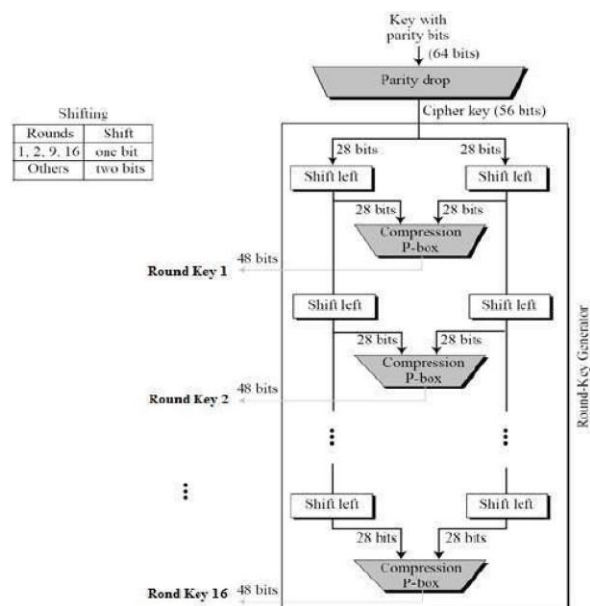 Key with
parity bits
(64 bits)
Parity drop
Cipher key (56 bits)
Shifting
Rounds Shift
1, 2, 9, 16 one bit
Others two bits
28 bits 28 bits
Shift left Shift left
28 bits 28 bits
Compression
P-box
48 bits
Round Key 1
Shift left Shift left
28 bits 28 bits
Compression
P-box
48 bits
Round Key 2
Round-Key Generator
Shift left Shift left
28 bits 28 bits
Compression
P-box
48 bits
Rond Key 16